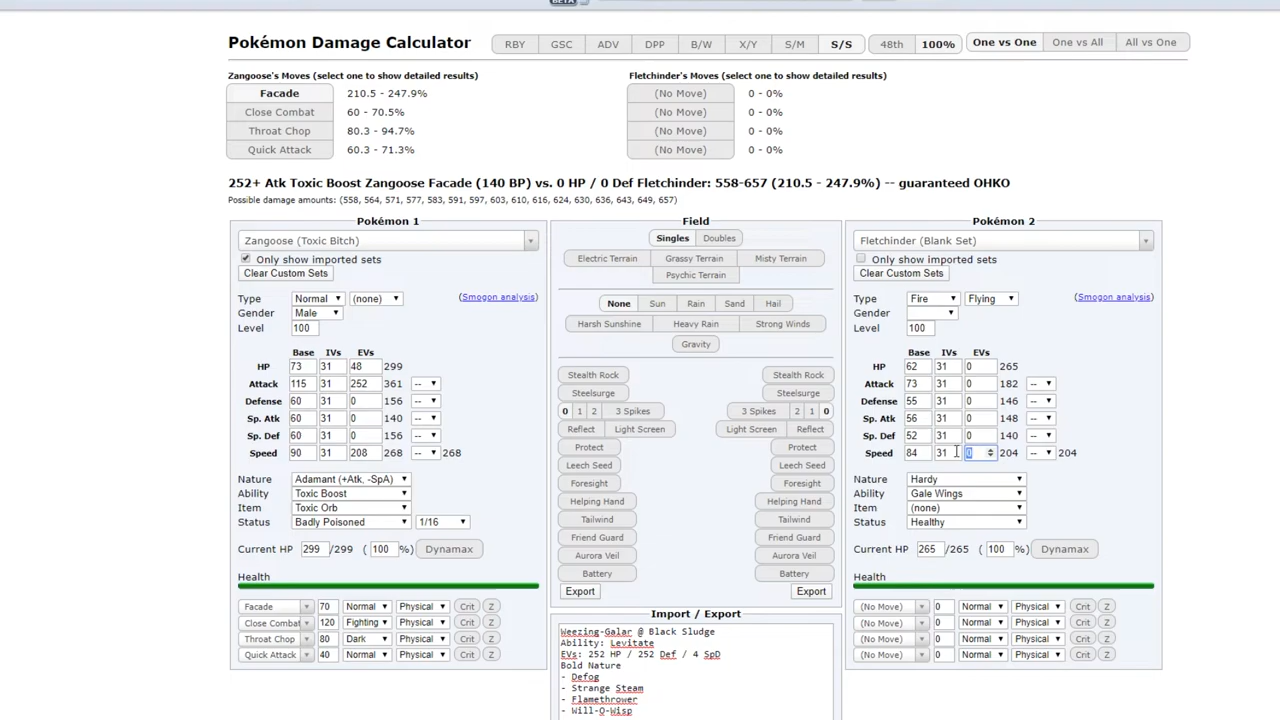 BETA
Pokémon Damage Calculator RBY GSC ADV DPP B/W X/Y S/M S/S 48th 100% One vs One One vs All All vs One
Zangoose's Moves (select one to show detailed results) Fletchinder's Moves (select one to show detailed results)
Facade 210.5 - 247.9% (No Move) 0 - 0%
Close Combat 60 - 70.5% (No Move) 0 - 0%
Throat Chop 80.3 - 94.7% (No Move) 0 - 0%
Quick Attack 60.3 - 71.3% (No Move) 0 - 0%
252+ Atk Toxic Boost Zangoose Facade (140 BP) vs. 0 HP / 0 Def Fletchinder: 558-657 (210.5 - 247.9%) -- guaranteed OHKO
Possible damage amounts: (558, 564, 571, 577, 583, 591, 597, 603, 610, 616, 624, 630, 636, 643, 649, 657)
Pokémon 1
Zangoose (Toxic Bitch)
Only show imported sets
Clear Custom Sets
Type Normal (none) (Smogon analysis)
Gender Male
Level 100
Base IVs EVs
HP 73 31 48 299
Attack 115 31 252 361 --
Defense 60 31 0 156 --
Sp. Atk 60 31 0 140 --
Sp. Def 60 31 0 156 --
Speed 90 31 208 268 -- 268
Nature Adamant (+Atk, -SpA)
Ability Toxic Boost
Item Toxic Orb
Status Badly Poisoned 1/16
Current HP 299 /299 ( 100 %) Dynamax
Health
Facade 70 Normal Physical Crit Z
Close Combat 120 Fighting Physical Crit Z
Throat Chop 80 Dark Physical Crit Z
Quick Attack 40 Normal Physical Crit Z
Field
Singles Doubles
Electric Terrain Grassy Terrain Misty Terrain
Psychic Terrain
None Sun Rain Sand Hail
Harsh Sunshine Heavy Rain Strong Winds
Gravity
Stealth Rock Stealth Rock
Steelsurge Steelsurge
0 1 2 3 Spikes 3 Spikes 2 1 0
Reflect Light Screen Light Screen Reflect
Protect Protect
Leech Seed Leech Seed
Foresight Foresight
Helping Hand Helping Hand
Tailwind Tailwind
Friend Guard Friend Guard
Aurora Veil Aurora Veil
Battery Battery
Export Export
Import / Export
Weezing-Galar @ Black Sludge
Ability: Levitate
EVs: 252 HP / 252 Def / 4 SpD
Bold Nature
- Defog
- Strange Steam
- Flamethrower
- Will-O-Wisp
Pokémon 2
Fletchinder (Blank Set)
Only show imported sets
Clear Custom Sets
Type Fire Flying (Smogon analysis)
Gender
Level 100
Base IVs EVs
HP 62 31 0 265
Attack 73 31 0 182 --
Defense 55 31 0 146 --
Sp. Atk 56 31 0 148 --
Sp. Def 52 31 0 140 --
Speed 84 31 0 204 -- 204
Nature Hardy
Ability Gale Wings
Item (none)
Status Healthy
Current HP 265 /265 ( 100 %) Dynamax
Health
(No Move) 0 Normal Physical Crit Z
(No Move) 0 Normal Physical Crit Z
(No Move) 0 Normal Physical Crit Z
(No Move) 0 Normal Physical Crit Z